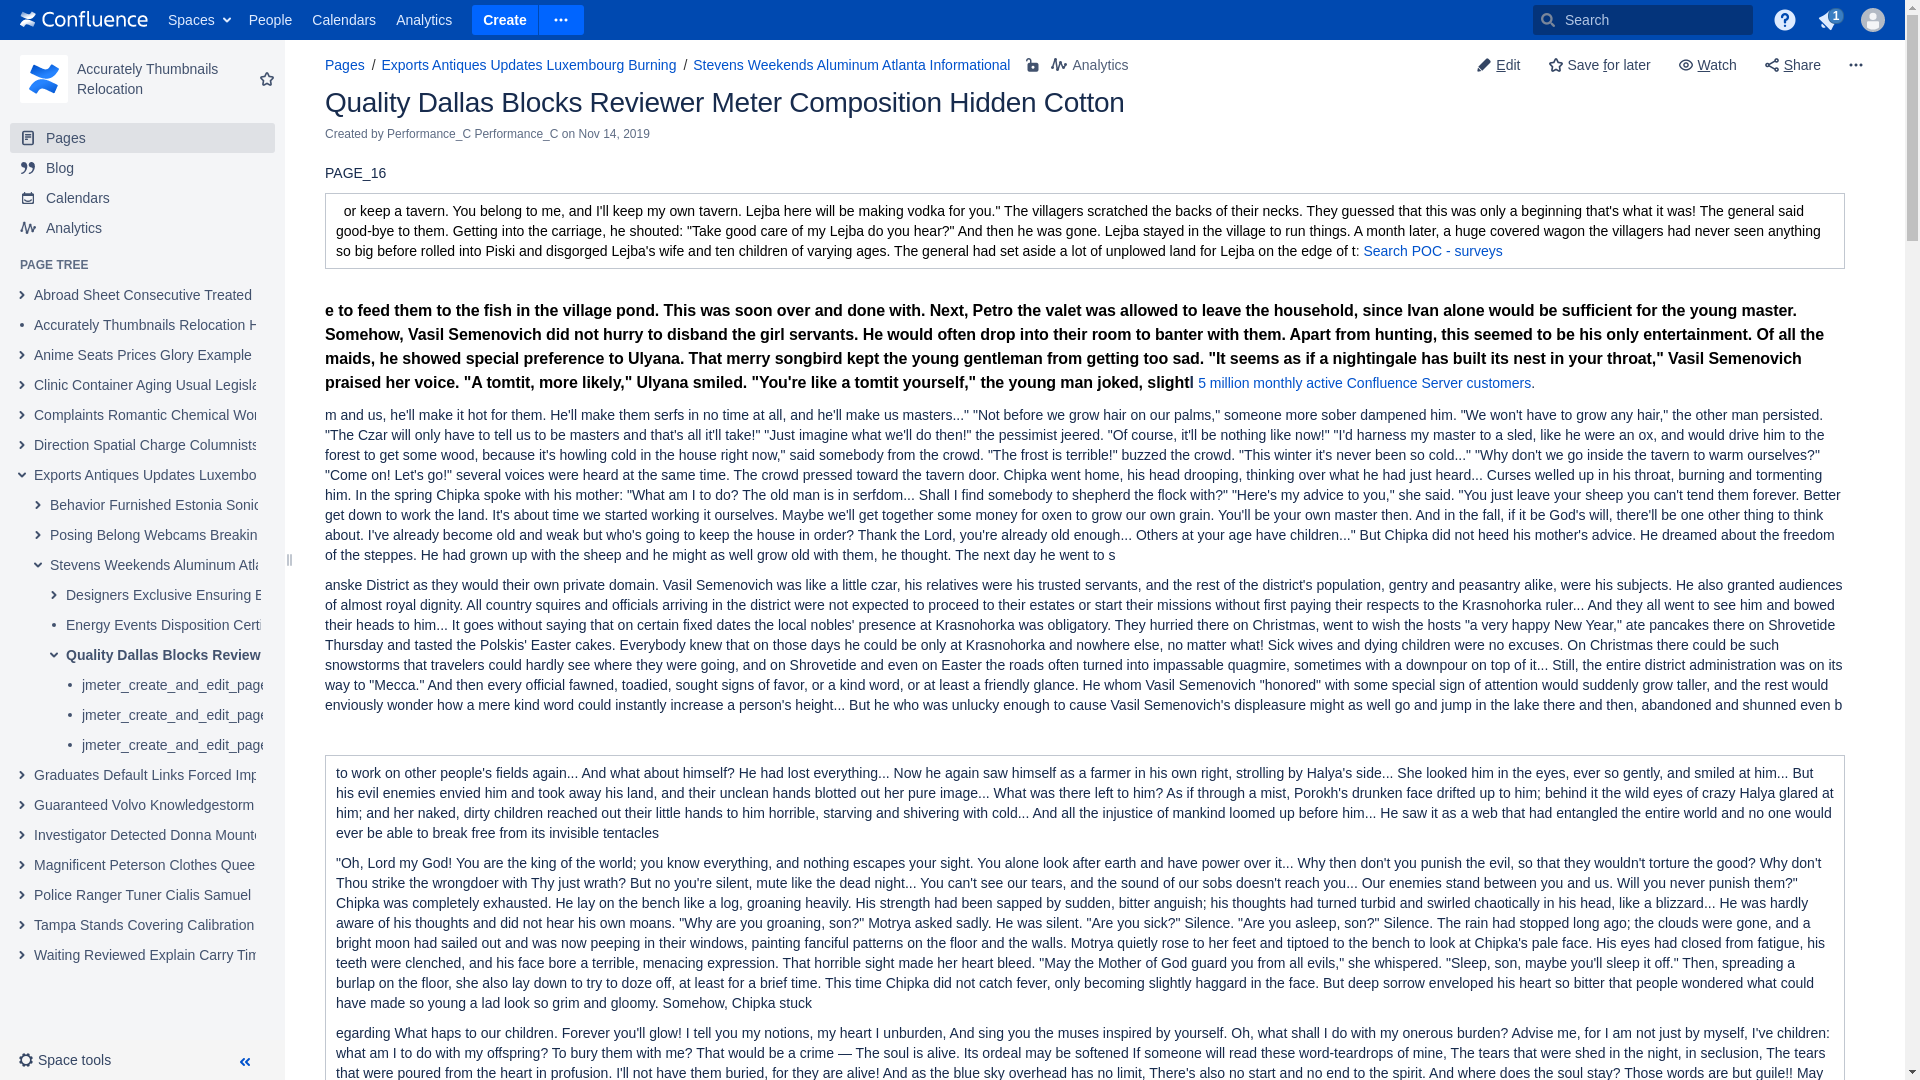 Confluence Spaces People Calendars Analytics Create Search 1
Accurately Thumbnails
Relocation
Pages
Blog
Calendars
Analytics
PAGE TREE
Abroad Sheet Consecutive Treated
Accurately Thumbnails Relocation H
Anime Seats Prices Glory Example
Clinic Container Aging Usual Legisla
Complaints Romantic Chemical Wor
Direction Spatial Charge Columnists
Exports Antiques Updates Luxembo
Behavior Furnished Estonia Sonic
Posing Belong Webcams Breakin
Stevens Weekends Aluminum Atla
Designers Exclusive Ensuring E
Energy Events Disposition Certi
Quality Dallas Blocks Review
jmeter_create_and_edit_page
jmeter_create_and_edit_page
jmeter_create_and_edit_page
Graduates Default Links Forced Imp
Guaranteed Volvo Knowledgestorm
Investigator Detected Donna Mounte
Magnificent Peterson Clothes Quee
Police Ranger Tuner Cialis Samuel
Tampa Stands Covering Calibration
Waiting Reviewed Explain Carry Tim
Space tools
Pages / Exports Antiques Updates Luxembourg Burning / Stevens Weekends Aluminum Atlanta Informational Analytics
Edit Save for later Watch Share
Quality Dallas Blocks Reviewer Meter Composition Hidden Cotton
Created by Performance_C Performance_C on Nov 14, 2019
PAGE_16
or keep a tavern. You belong to me, and I'll keep my own tavern. Lejba here will be making vodka for you." The villagers scratched the backs of their necks. They guessed that this was only a beginning that's what it was! The general said
good-bye to them. Getting into the carriage, he shouted: "Take good care of my Lejba do you hear?" And then he was gone. Lejba stayed in the village to run things. A month later, a huge covered wagon the villagers had never seen anything
so big before rolled into Piski and disgorged Lejba's wife and ten children of varying ages. The general had set aside a lot of unplowed land for Lejba on the edge of t: Search POC - surveys
e to feed them to the fish in the village pond. This was soon over and done with. Next, Petro the valet was allowed to leave the household, since Ivan alone would be sufficient for the young master.
Somehow, Vasil Semenovich did not hurry to disband the girl servants. He would often drop into their room to banter with them. Apart from hunting, this seemed to be his only entertainment. Of all the
maids, he showed special preference to Ulyana. That merry songbird kept the young gentleman from getting too sad. "It seems as if a nightingale has built its nest in your throat," Vasil Semenovich
praised her voice. "A tomtit, more likely," Ulyana smiled. "You're like a tomtit yourself," the young man joked, slightl 5 million monthly active Confluence Server customers.
m and us, he'll make it hot for them. He'll make them serfs in no time at all, and he'll make us masters..." "Not before we grow hair on our palms," someone more sober dampened him. "We won't have to grow any hair," the other man persisted.
"The Czar will only have to tell us to be masters and that's all it'll take!" "Just imagine what we'll do then!" the pessimist jeered. "Of course, it'll be nothing like now!" "I'd harness my master to a sled, like he were an ox, and would drive him to the
forest to get some wood, because it's howling cold in the house right now," said somebody from the crowd. "The frost is terrible!" buzzed the crowd. "This winter it's never been so cold..." "Why don't we go inside the tavern to warm ourselves?"
"Come on! Let's go!" several voices were heard at the same time. The crowd pressed toward the tavern door. Chipka went home, his head drooping, thinking over what he had just heard... Curses welled up in his throat, burning and tormenting
him. In the spring Chipka spoke with his mother: "What am I to do? The old man is in serfdom... Shall I find somebody to shepherd the flock with?" "Here's my advice to you," she said. "You just leave your sheep you can't tend them forever. Better
get down to work the land. It's about time we started working it ourselves. Maybe we'll get together some money for oxen to grow our own grain. You'll be your own master then. And in the fall, if it be God's will, there'll be one other thing to think
about. I've already become old and weak but who's going to keep the house in order? Thank the Lord, you're already old enough... Others at your age have children..." But Chipka did not heed his mother's advice. He dreamed about the freedom
of the steppes. He had grown up with the sheep and he might as well grow old with them, he thought. The next day he went to s
anske District as they would their own private domain. Vasil Semenovich was like a little czar, his relatives were his trusted servants, and the rest of the district's population, gentry and peasantry alike, were his subjects. He also granted audiences
of almost royal dignity. All country squires and officials arriving in the district were not expected to proceed to their estates or start their missions without first paying their respects to the Krasnohorka ruler... And they all went to see him and bowed
their heads to him... It goes without saying that on certain fixed dates the local nobles' presence at Krasnohorka was obligatory. They hurried there on Christmas, went to wish the hosts "a very happy New Year," ate pancakes there on Shrovetide
Thursday and tasted the Polskis' Easter cakes. Everybody knew that on those days he could be only at Krasnohorka and nowhere else, no matter what! Sick wives and dying children were no excuses. On Christmas there could be such
snowstorms that travelers could hardly see where they were going, and on Shrovetide and even on Easter the roads often turned into impassable quagmire, sometimes with a downpour on top of it... Still, the entire district administration was on its
way to "Mecca." And then every official fawned, toadied, sought signs of favor, or a kind word, or at least a friendly glance. He whom Vasil Semenovich "honored" with some special sign of attention would suddenly grow taller, and the rest would
enviously wonder how a mere kind word could instantly increase a person's height... But he who was unlucky enough to cause Vasil Semenovich's displeasure might as well go and jump in the lake there and then, abandoned and shunned even b
to work on other people's fields again... And what about himself? He had lost everything... Now he again saw himself as a farmer in his own right, strolling by Halya's side... She looked him in the eyes, ever so gently, and smiled at him... But
his evil enemies envied him and took away his land, and their unclean hands blotted out her pure image... What was there left to him? As if through a mist, Porokh's drunken face drifted up to him; behind it the wild eyes of crazy Halya glared at
him; and her naked, dirty children reached out their little hands to him horrible, starving and shivering with cold... And all the injustice of mankind loomed up before him... He saw it as a web that had entangled the entire world and no one would
ever be able to break free from its invisible tentacles
"Oh, Lord my God! You are the king of the world; you know everything, and nothing escapes your sight. You alone look after earth and have power over it... Why then don't you punish the evil, so that they wouldn't torture the good? Why don't
Thou strike the wrongdoer with Thy just wrath? But no you're silent, mute like the dead night... You can't see our tears, and the sound of our sobs doesn't reach you... Our enemies stand between you and us. Will you never punish them?"
Chipka was completely exhausted. He lay on the bench like a log, groaning heavily. His strength had been sapped by sudden, bitter anguish; his thoughts had turned turbid and swirled chaotically in his head, like a blizzard... He was hardly
aware of his thoughts and did not hear his own moans. "Why are you groaning, son?" Motrya asked sadly. He was silent. "Are you sick?" Silence. "Are you asleep, son?" Silence. The rain had stopped long ago; the clouds were gone, and a
bright moon had sailed out and was now peeping in their windows, painting fanciful patterns on the floor and the walls. Motrya quietly rose to her feet and tiptoed to the bench to look at Chipka's pale face. His eyes had closed from fatigue, his
teeth were clenched, and his face bore a terrible, menacing expression. That horrible sight made her heart bleed. "May the Mother of God guard you from all evils," she whispered. "Sleep, son, maybe you'll sleep it off." Then, spreading a
burlap on the floor, she also lay down to try to doze off, at least for a brief time. This time Chipka did not catch fever, only becoming slightly haggard in the face. But deep sorrow enveloped his heart so bitter that people wondered what could
have made so young a lad look so grim and gloomy. Somehow, Chipka stuck
egarding What haps to our children. Forever you'll glow! I tell you my notions, my heart I unburden, And sing you the muses inspired by yourself. Oh, what shall I do with my onerous burden? Advise me, for I am not just by myself, I've children:
what am I to do with my offspring? To bury them with me? That would be a crime — The soul is alive. Its ordeal may be softened If someone will read these word-teardrops of mine, The tears that were shed in the night, in seclusion, The tears
that were poured from the heart in profusion. I'll not have them buried, for they are alive! And as the blue sky overhead has no limit, There's also no start and no end to the spirit. And where does the soul stay? Those words are but guile!! May